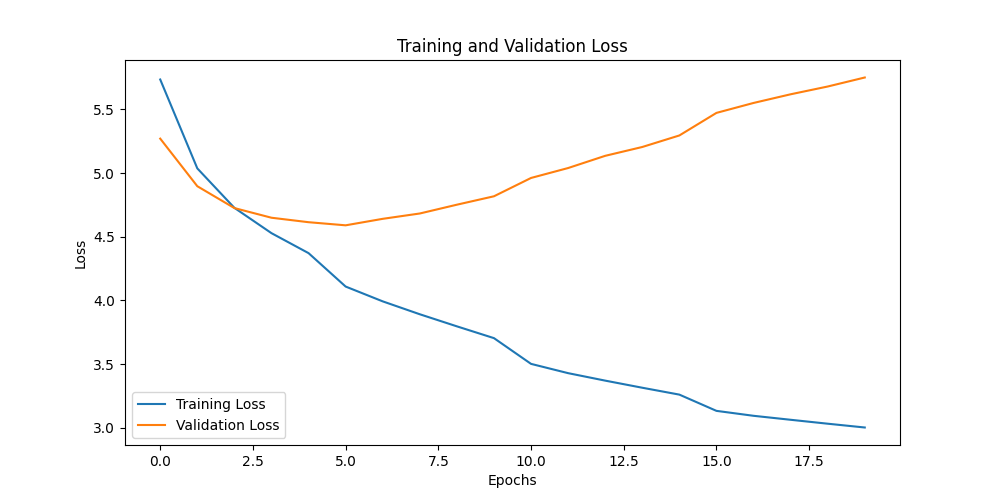 Training and Validation Loss
Loss
5.5
5.0
4.5
4.0
3.5
3.0
Training Loss
Validation Loss
0.0 2.5 5.0 7.5 10.0 12.5 15.0 17.5
Epochs